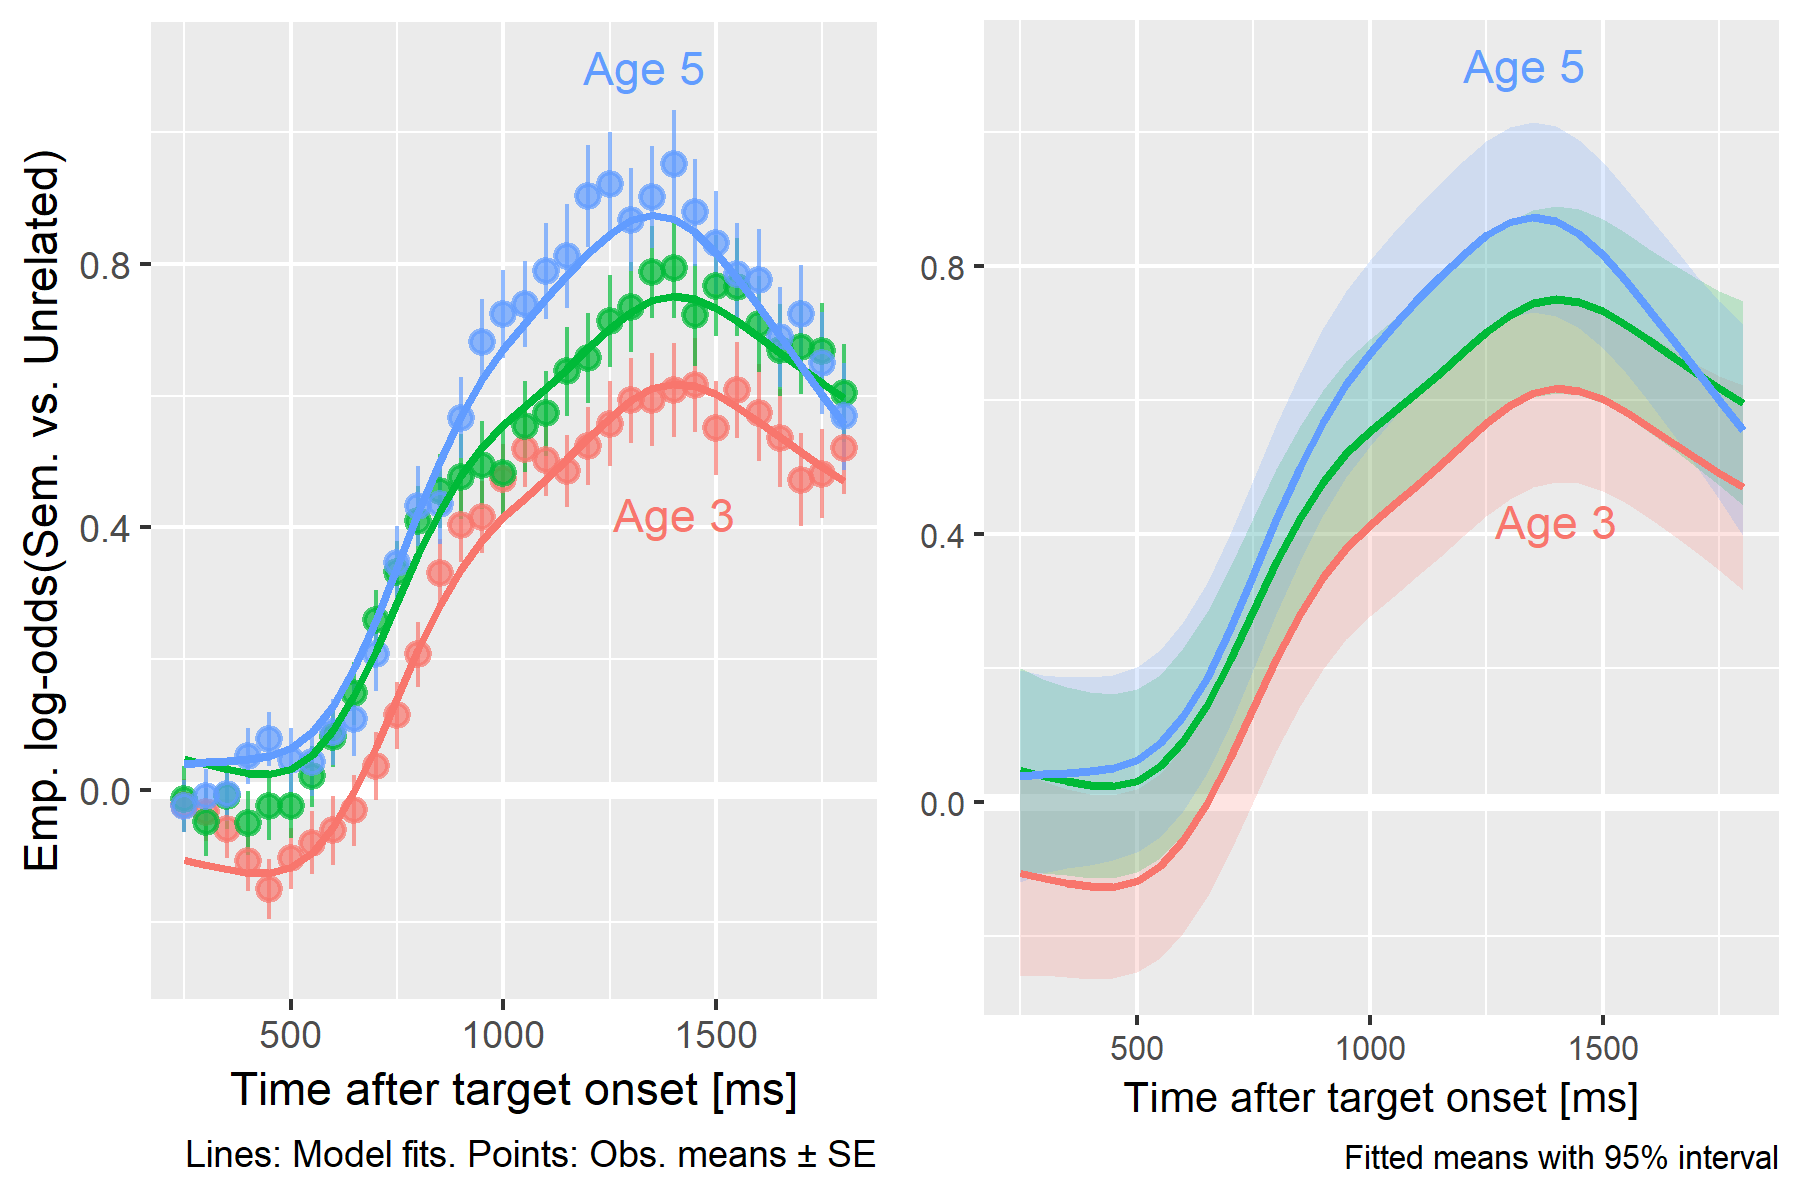 Age 5
Age 3
Emp. log-odds(Sem. vs. Unrelated)
0.8
0.4
0.0
500 1000 1500
Time after target onset [ms]
Lines: Model fits. Points: Obs. means ± SE
Age 5
Age 3
0.8
0.4
0.0
500 1000 1500
Time after target onset [ms]
Fitted means with 95% interval